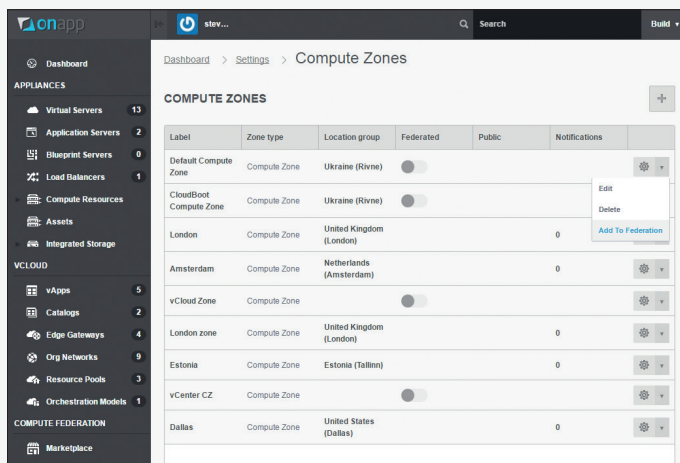 onapp
stev...
Search
Build
Dashboard
APPLIANCES
Virtual Servers 13
Application Servers 2
Blueprint Servers 0
Load Balancers 1
Compute Resources
Assets
Integrated Storage
VCLOUD
vApps 5
Catalogs 2
Edge Gateways 4
Org Networks 9
Resource Pools 3
Orchestration Models 1
COMPUTE FEDERATION
Marketplace
Dashboard > Settings > Compute Zones
COMPUTE ZONES
Label Zone type Location group Federated Public Notifications
Default Compute
Zone Compute Zone Ukraine (Rivne)
CloudBoot
Compute Zone Compute Zone Ukraine (Rivne)
Edit
Delete
Add To Federation
London Compute Zone United Kingdom
(London) 0
Amsterdam Compute Zone Netherlands
(Amsterdam) 0
vCloud Zone Compute Zone
London zone Compute Zone United Kingdom
(London) 0
Estonia Compute Zone Estonia (Tallinn) 0
vCenter CZ Compute Zone
Dallas Compute Zone United States
(Dallas) 0